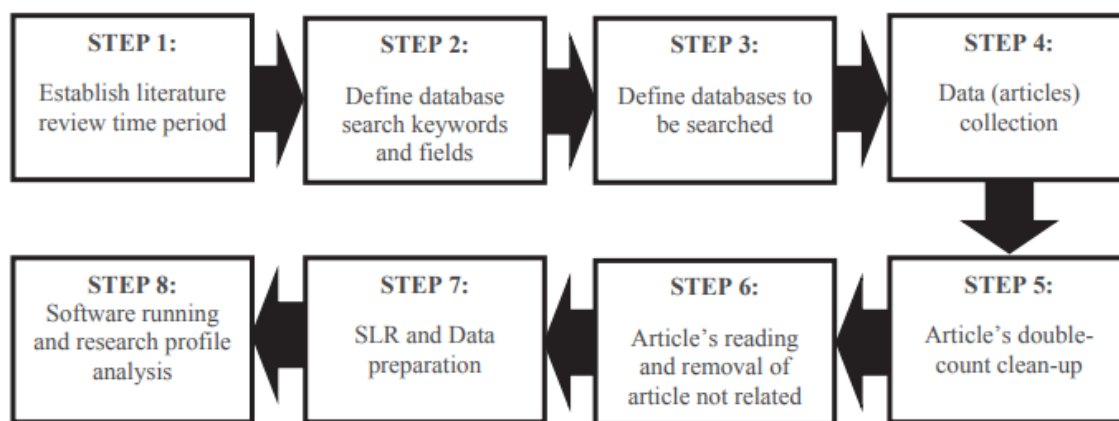 STEP 1:
Establish literature
review time period
STEP 2:
Define database
search keywords
and fields
STEP 3:
Define databases to
be searched
STEP 4:
Data (articles)
collection
STEP 5:
Article's double-
count clean-up
STEP 6:
Article's reading
and removal of
article not related
STEP 7:
SLR and Data
preparation
STEP 8:
Software running
and research profile
analysis